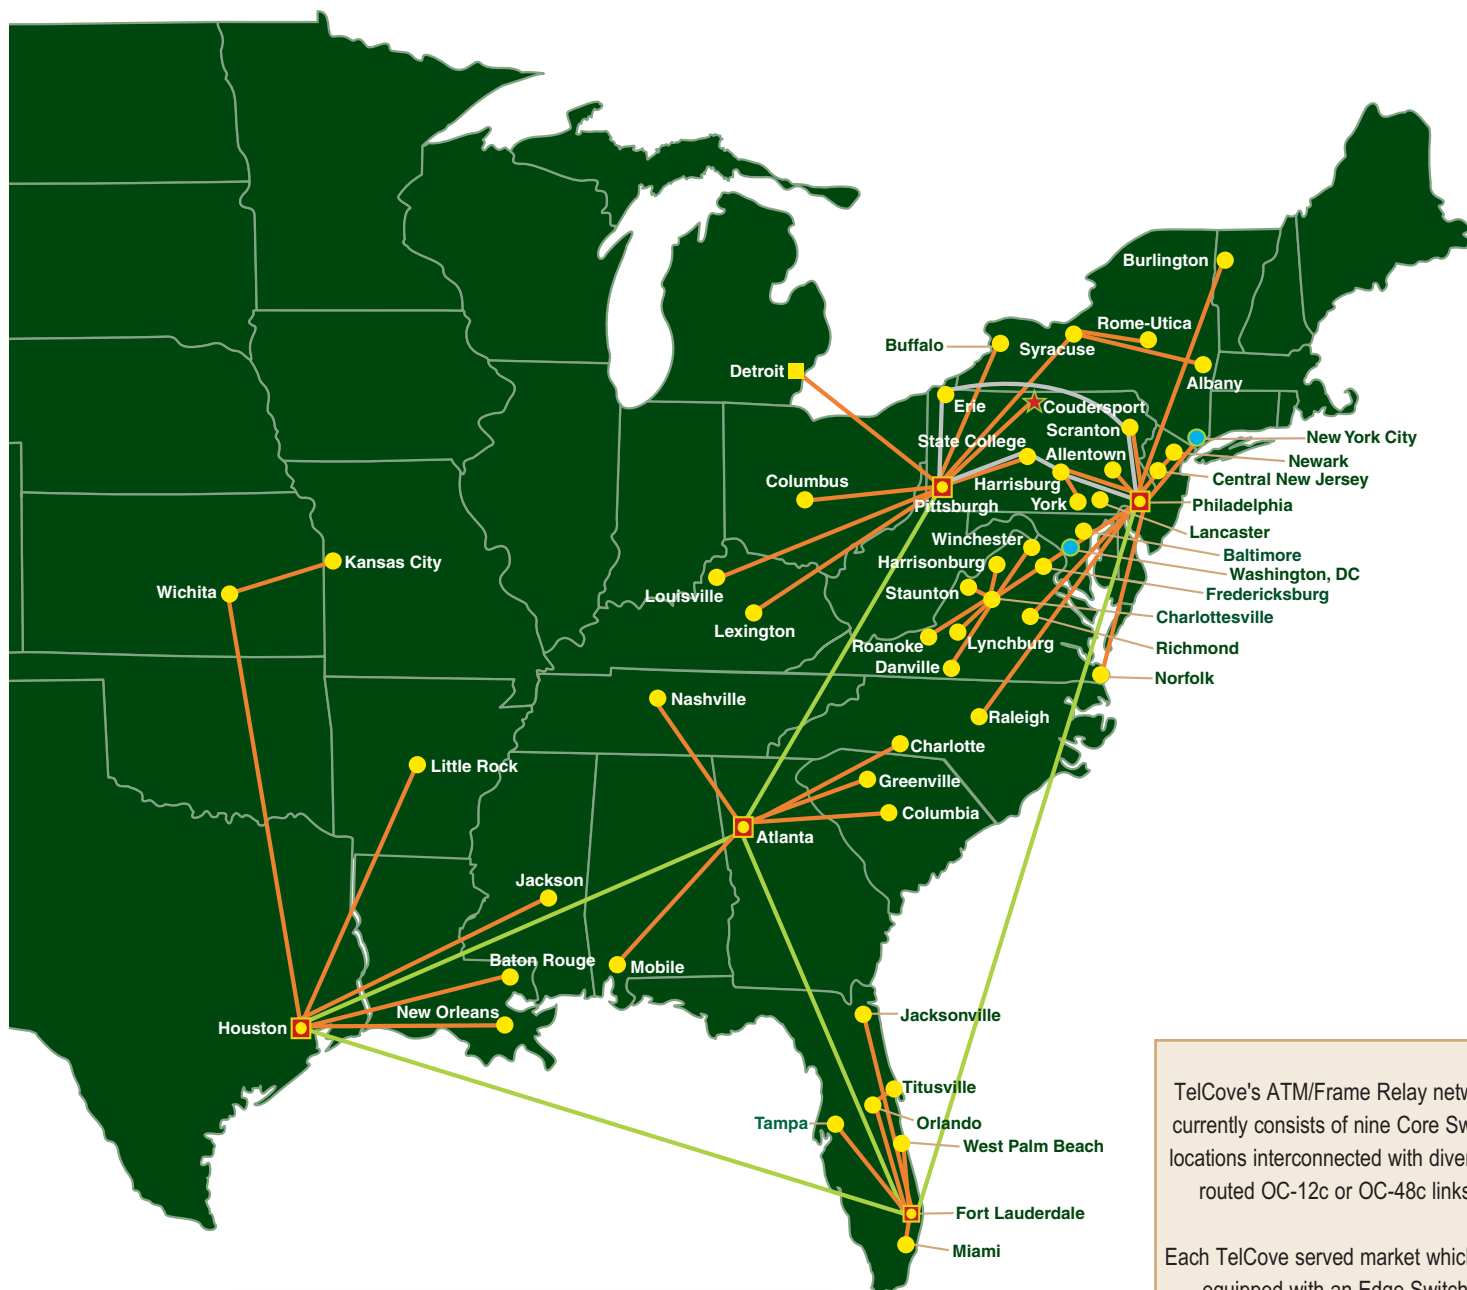 Burlington
Rome-Utica
Buffalo
Syracuse
Detroit
Albany
Erie
Coudersport
Scranton
State College
New York City
Allentown
Newark
Central New Jersey
Columbus
Harrisburg
Pittsburgh
York
Philadelphia
Lancaster
Winchester
Baltimore
Kansas City
Harrisonburg
Washington, DC
Wichita
Staunton
Fredericksburg
Louisville
Charlottesville
Lexington
Roanoke
Lynchburg
Richmond
Danville
Norfolk
Nashville
Raleigh
Charlotte
Little Rock
Greenville
Columbia
Atlanta
Jackson
Baton Rouge
Mobile
New Orleans
Jacksonville
Houston
Titusville
Tampa
Orlando
West Palm Beach
Fort Lauderdale
Miami
TelCove's ATM/Frame Relay netw
currently consists of nine Core Sw
locations interconnected with diver
routed OC-12c or OC-48c links
Each TelCove served market whic
equipped with an Edge Switch